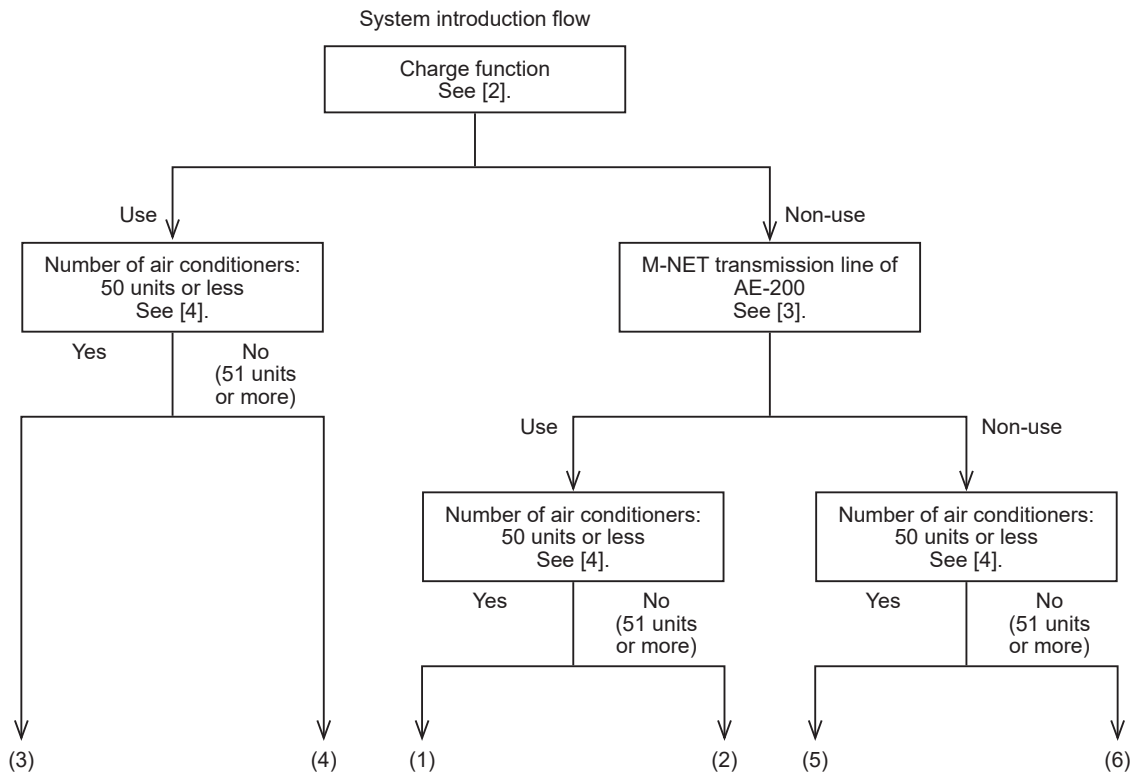 System introduction flow
Charge function
See [2].
Use
Non-use
Number of air conditioners:
50 units or less
See [4].
M-NET transmission line of
AE-200
See [3].
Yes
No
(51 units
or more)
Use
Non-use
Number of air conditioners:
50 units or less
See [4].
Number of air conditioners:
50 units or less
See [4].
Yes
No
(51 units
or more)
Yes
No
(51 units
or more)
(3)
(4)
(1)
(2)
(5)
(6)